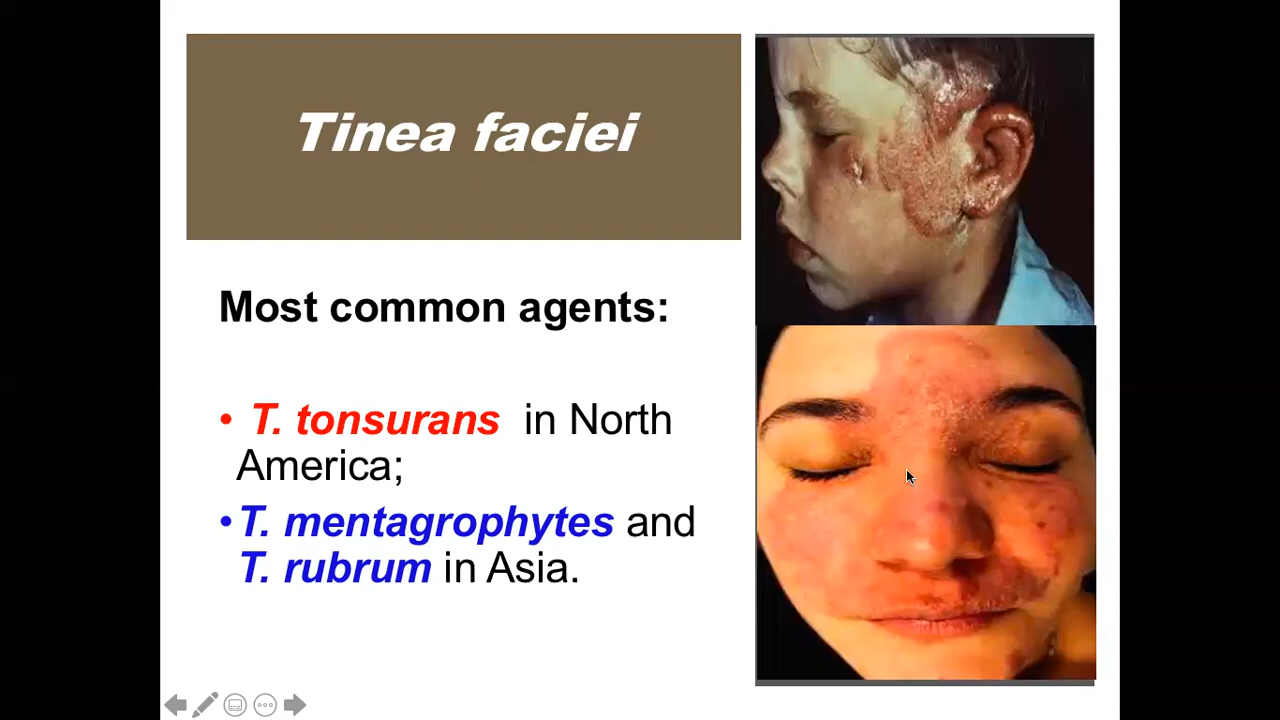 Tinea faciei
Most common agents:
• T. tonsurans in North
America;
• T. mentagrophytes and
T. rubrum in Asia.